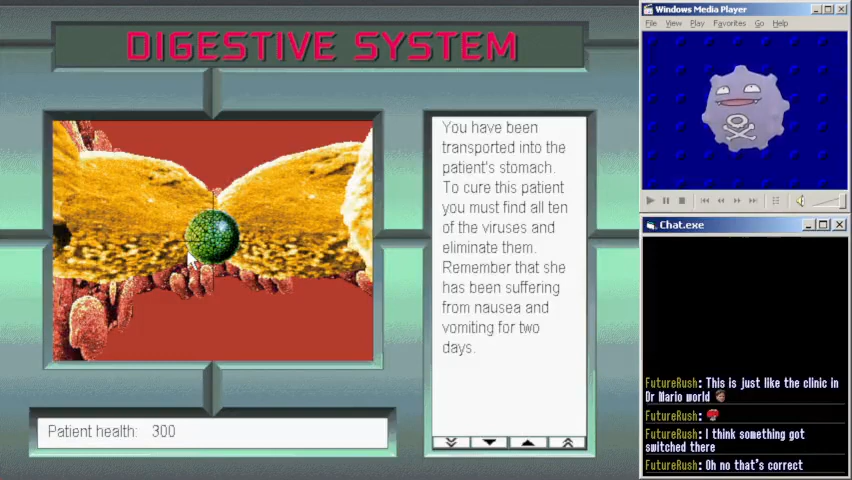 DIGESTIVE SYSTEM
You have been
transported into the
patient's stomach.
To cure this patient
you must find all ten
of the viruses and
eliminate them.
Remember that she
has been suffering
from nausea and
vomiting for two
days.
Patient health: 300
Windows Media Player
File View Play Favorites Go Help
Chat.exe
FutureRush: This is just like the clinic in
Dr Mario world
FutureRush:
FutureRush: I think something got
switched there
FutureRush: Oh no that's correct